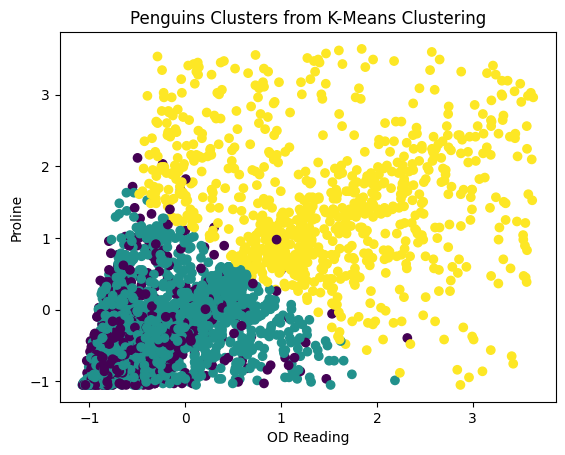 Penguins Clusters from K-Means Clustering
Proline
3
2
1
0
−1
−1 0 1 2 3
OD Reading